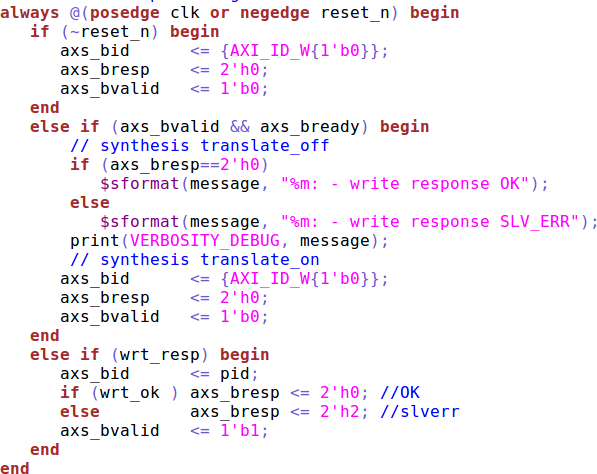 always @(posedge clk or negedge reset_n) begin
   if (~reset_n) begin
      axs_bid      <= {AXI_ID_W{1'b0}};
      axs_bresp    <= 2'h0;
      axs_bvalid   <= 1'b0;
   end
   else if (axs_bvalid && axs_bready) begin
       // synthesis translate_off
       if (axs_bresp==2'h0)
          $sformat(message, "%m: - write response OK");
       else
          $sformat(message, "%m: - write response SLV_ERR");
       print(VERBOSITY_DEBUG, message);
       // synthesis translate_on
      axs_bid      <= {AXI_ID_W{1'b0}};
      axs_bresp    <= 2'h0;
      axs_bvalid   <= 1'b0;
   end
   else if (wrt_resp) begin
      axs_bid      <= pid;
      if (wrt_ok ) axs_bresp <= 2'h0; //OK
      else         axs_bresp <= 2'h2; //slverr
      axs_bvalid   <= 1'b1;
   end
end